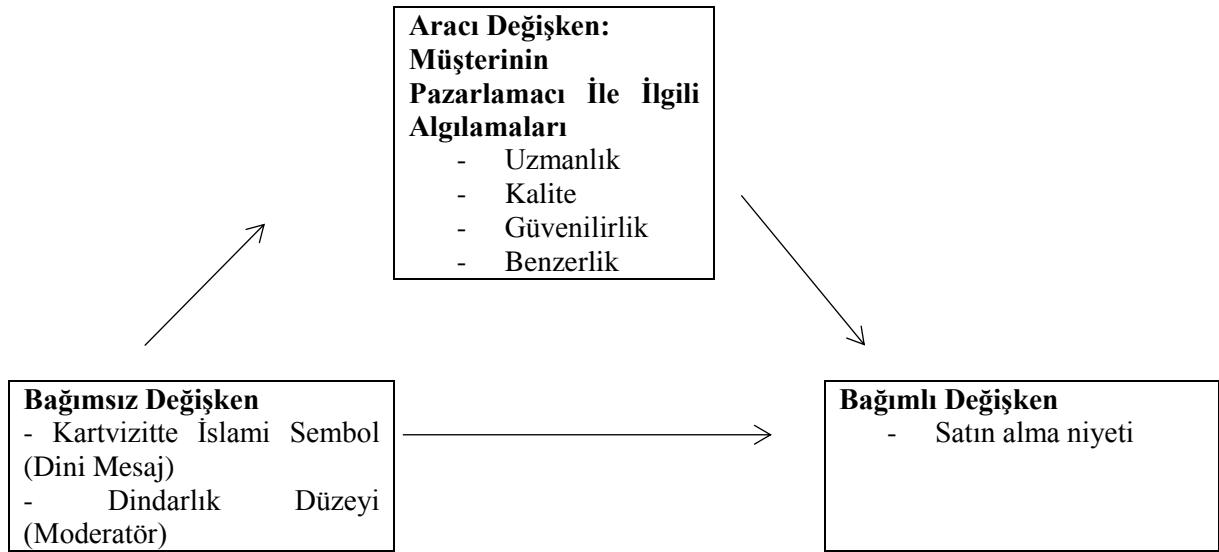 Aracı Değişken:
Müşterinin
Pazarlamacı İle İlgili
Algılamaları
- Uzmanlık
- Kalite
- Güvenilirlik
- Benzerlik
Bağımsız Değişken
- Kartvizitte İslami Sembol
(Dini Mesaj)
- Dindarlık Düzeyi
(Moderatör)
Bağımlı Değişken
- Satın alma niyeti